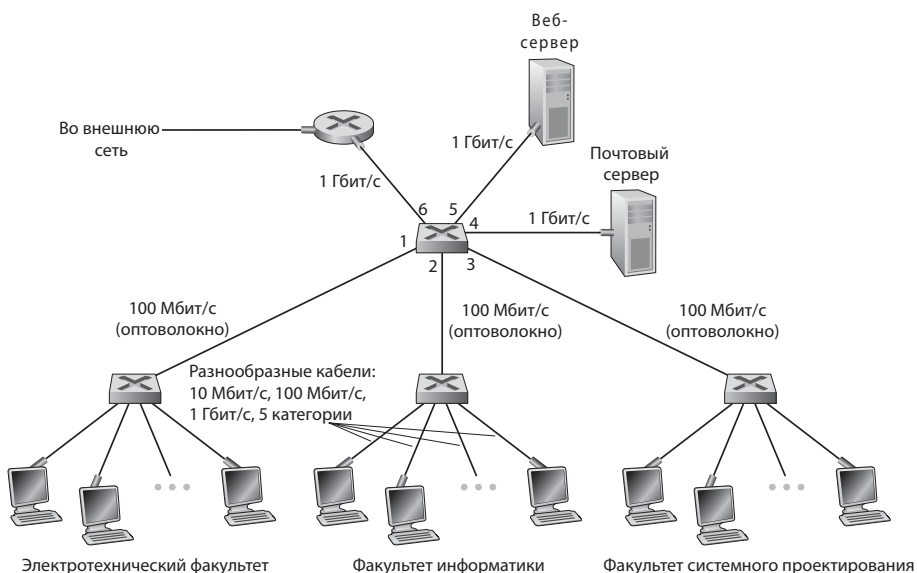 Веб-
сервер
Во внешнюю
сеть
1 Гбит/с
Почтовый
сервер
1 Гбит/с
1 Гбит/с
6
5
4
1
2
3
100 Мбит/с
(оптоволокно)
100 Мбит/с
(оптоволокно)
100 Мбит/с
(оптоволокно)
Разнообразные кабели:
10 Мбит/с, 100 Мбит/с,
1 Гбит/с, 5 категории
Электротехнический факультет
Факультет информатики
Факультет системного проектирования